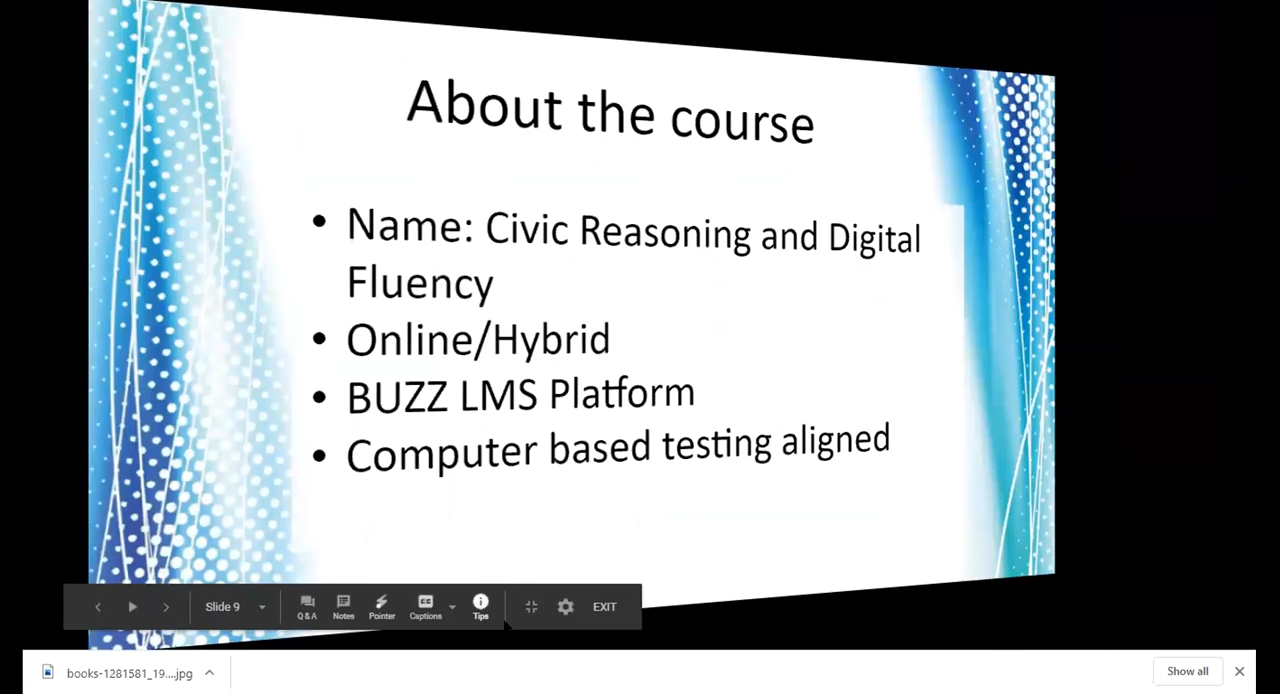 About the course
• Name: Civic Reasoning and Digital
Fluency
• Online/Hybrid
• BUZZ LMS Platform
• Computer based testing aligned
Slide 9
Q&A
Notes
Pointer
CC
Captions
Tips
EXIT
books-1281581_19....jpg
Show all